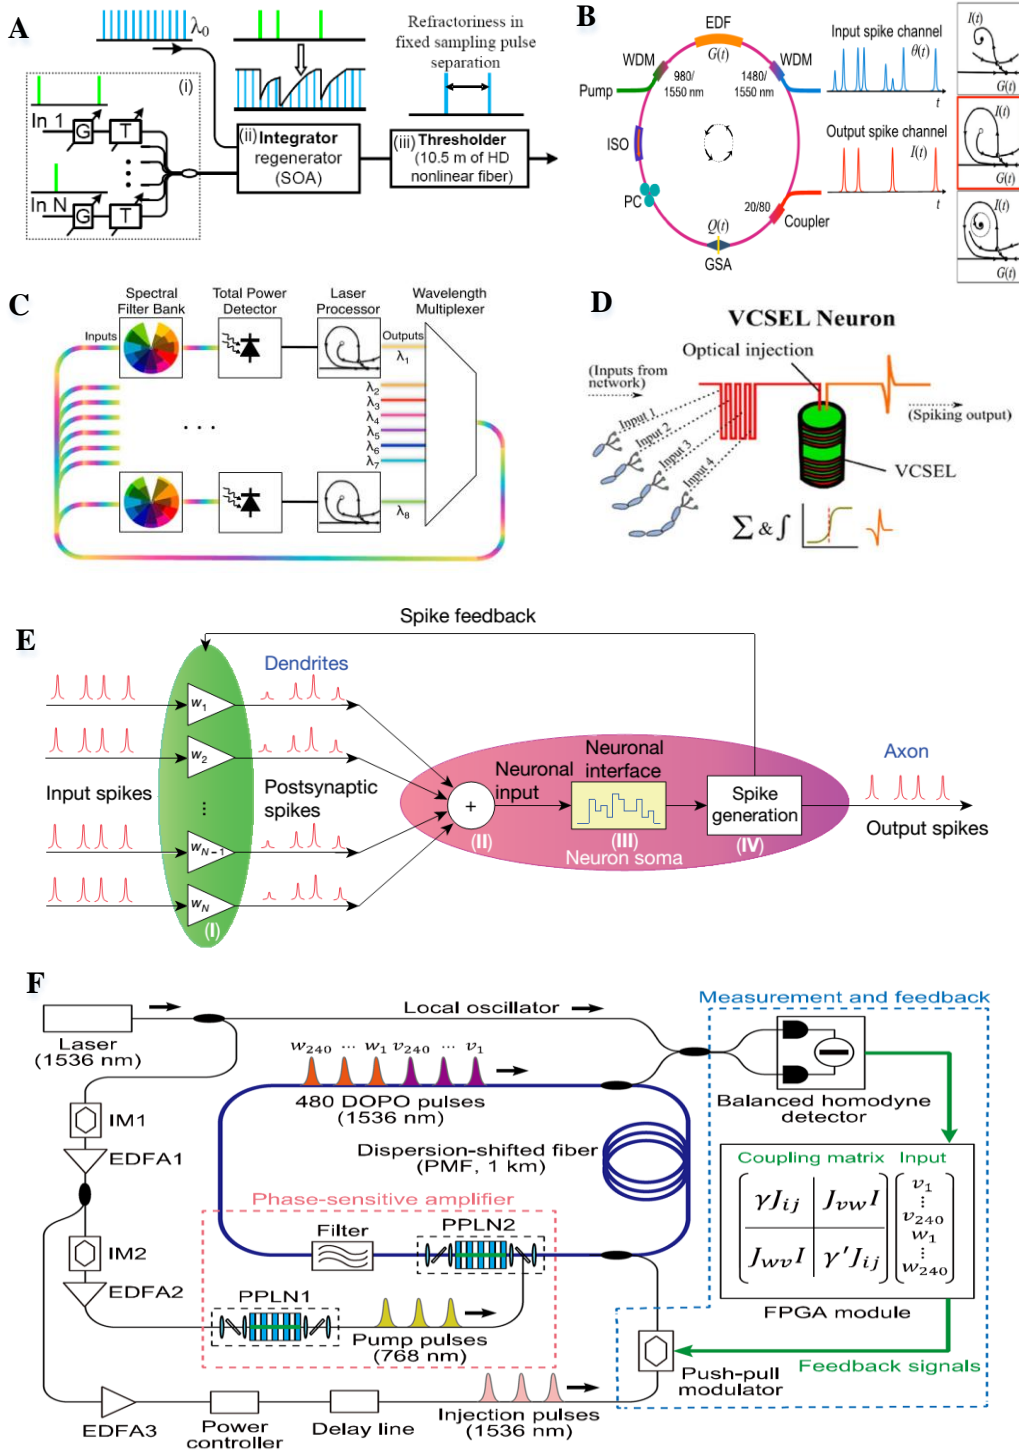 A
λ0
Refractoriness in
fixed sampling pulse
separation
(i)
In 1
G
T
In N
G
T
(ii) Integrator
regenerator
(SOA)
(iii) Thresholder
(10.5 m of HD
nonlinear fiber)
B
EDF
G(t)
WDM
WDM
980/
1550 nm
1480/
1550 nm
Pump
ISO
PC
Q(t)
GSA
20/80
Coupler
Input spike channel
θ(t)
t
Output spike channel
I(t)
t
I(t)
G(t)
I(t)
G(t)
I(t)
G(t)
C
Spectral
Filter Bank
Total Power
Detector
Laser
Processor
Wavelength
Multiplexer
Inputs
Outputs
λ1
λ2
λ3
λ4
λ5
λ6
λ7
λ8
. . .
D
VCSEL Neuron
Optical injection
(Inputs from
network)
Input 1
Input 2
Input 3
Input 4
(Spiking output)
VCSEL
Σ & ∫
E
Spike feedback
Dendrites
w1
w2
...
wN−1
wN
(I)
Input spikes
Postsynaptic
spikes
+
(II)
Neuronal
input
Neuronal
interface
(III)
Spike
generation
(IV)
Neuron soma
Axon
Output spikes
F
Laser
(1536 nm)
Local oscillator
Measurement and feedback
w240 ... w1 v240 ... v1
480 DOPO pulses
(1536 nm)
Balanced homodyne
detector
IM1
EDFA1
Dispersion-shifted fiber
(PMF, 1 km)
Coupling matrix
Input
γJij
JvwI
JwvI
γ′Jij
v1
⋮
v240
w1
⋮
w240
FPGA module
Phase-sensitive amplifier
Filter
PPLN2
IM2
EDFA2
PPLN1
Pump pulses
(768 nm)
Feedback signals
Push-pull
modulator
EDFA3
Power
controller
Delay line
Injection pulses
(1536 nm)